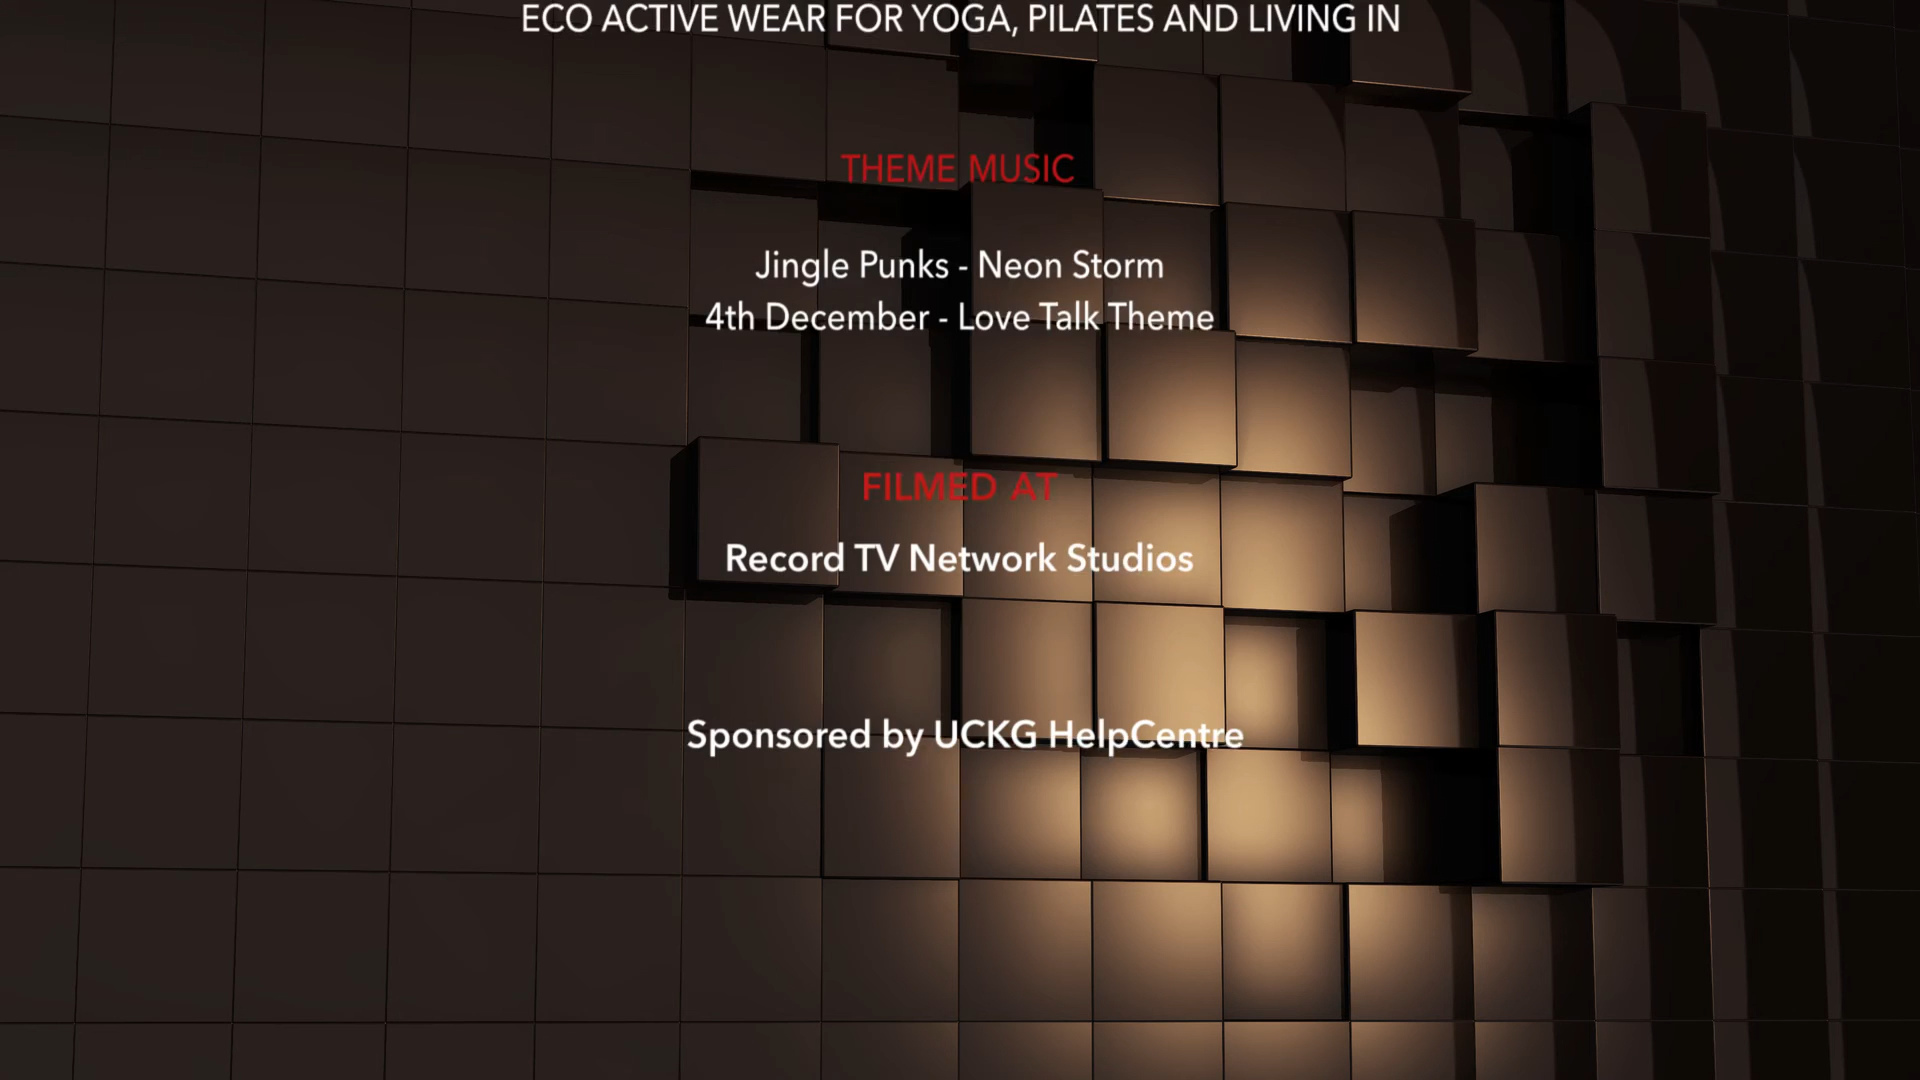 ECO ACTIVE WEAR FOR YOGA, PILATES AND LIVING IN
THEME MUSIC
Jingle Punks - Neon Storm
4th December - Love Talk Theme
FILMED AT
Record TV Network Studios
Sponsored by UCKG HelpCentre